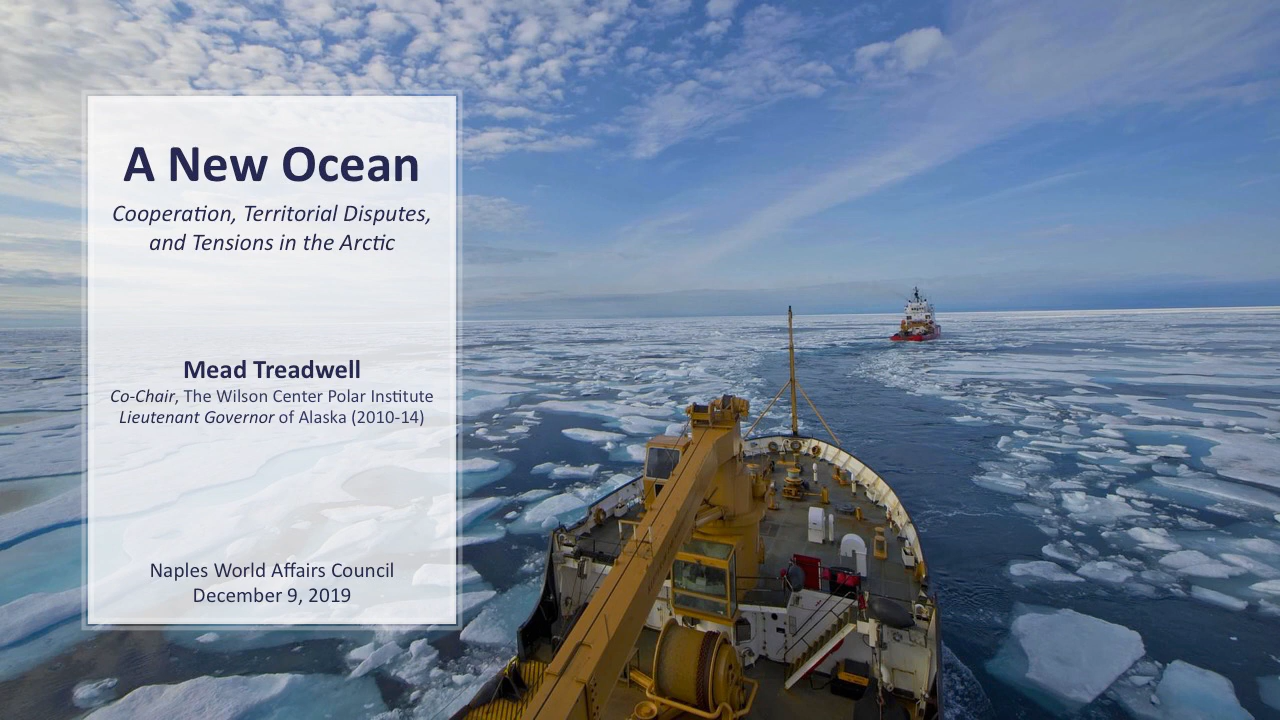 A New Ocean
Cooperation, Territorial Disputes,
and Tensions in the Arctic
Mead Treadwell
Co-Chair, The Wilson Center Polar Institute
Lieutenant Governor of Alaska (2010-14)
Naples World Affairs Council
December 9, 2019